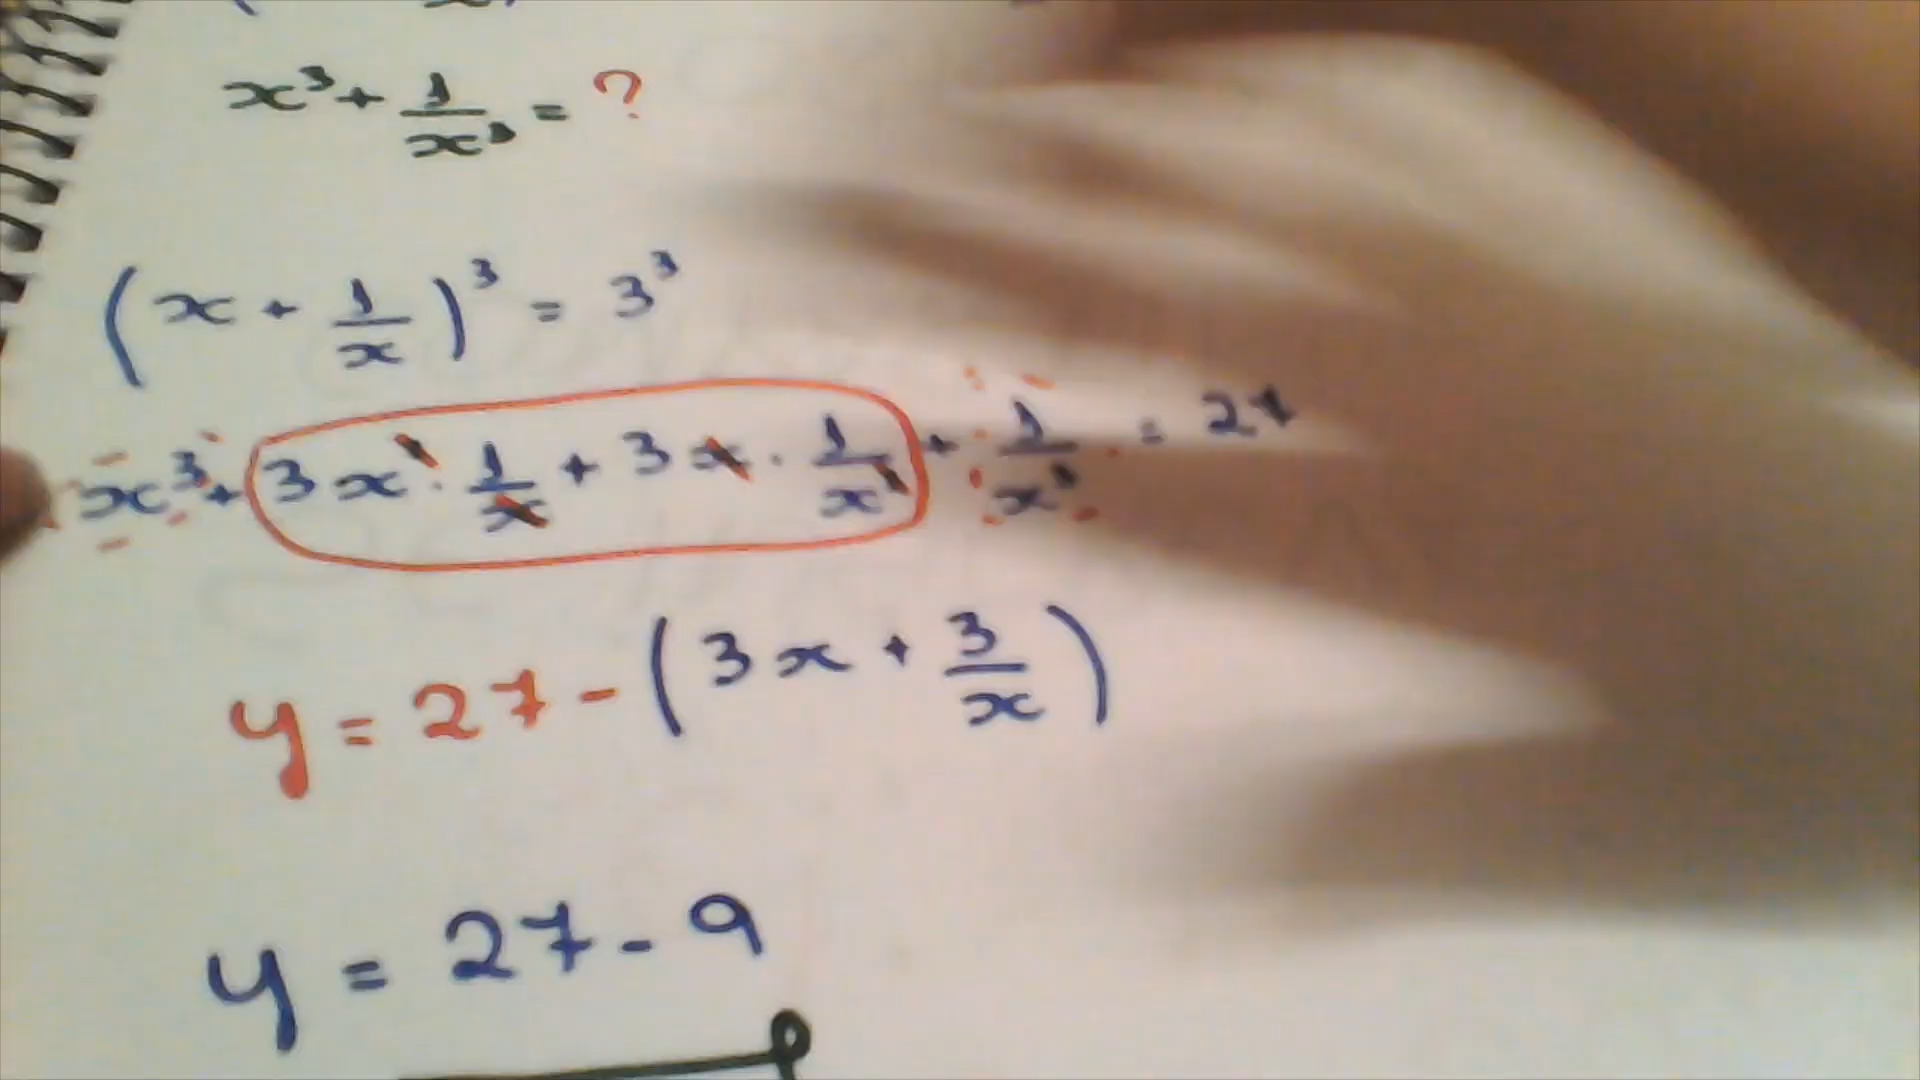 x³ + 1/x³ = ?
(x + 1/x)³ = 3³
x³ + 3x² · 1/x + 3x · 1/x² + 1/x³ = 27
y = 27 - (3x + 3/x)
y = 27 - 9